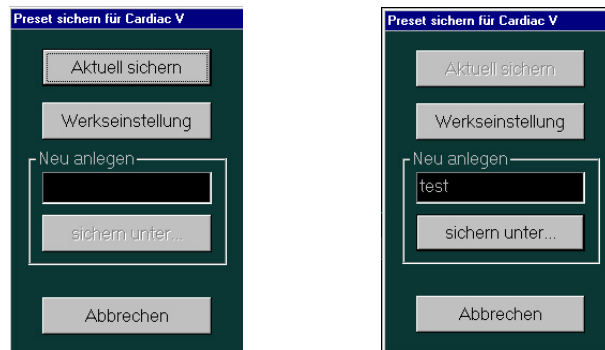 Preset sichern für Cardiac V
Aktuell sichern
Werkseinstellung
Neu anlegen
sichern unter...
Abbrechen
Preset sichern für Cardiac V
Aktuell sichern
Werkseinstellung
Neu anlegen
test
sichern unter...
Abbrechen